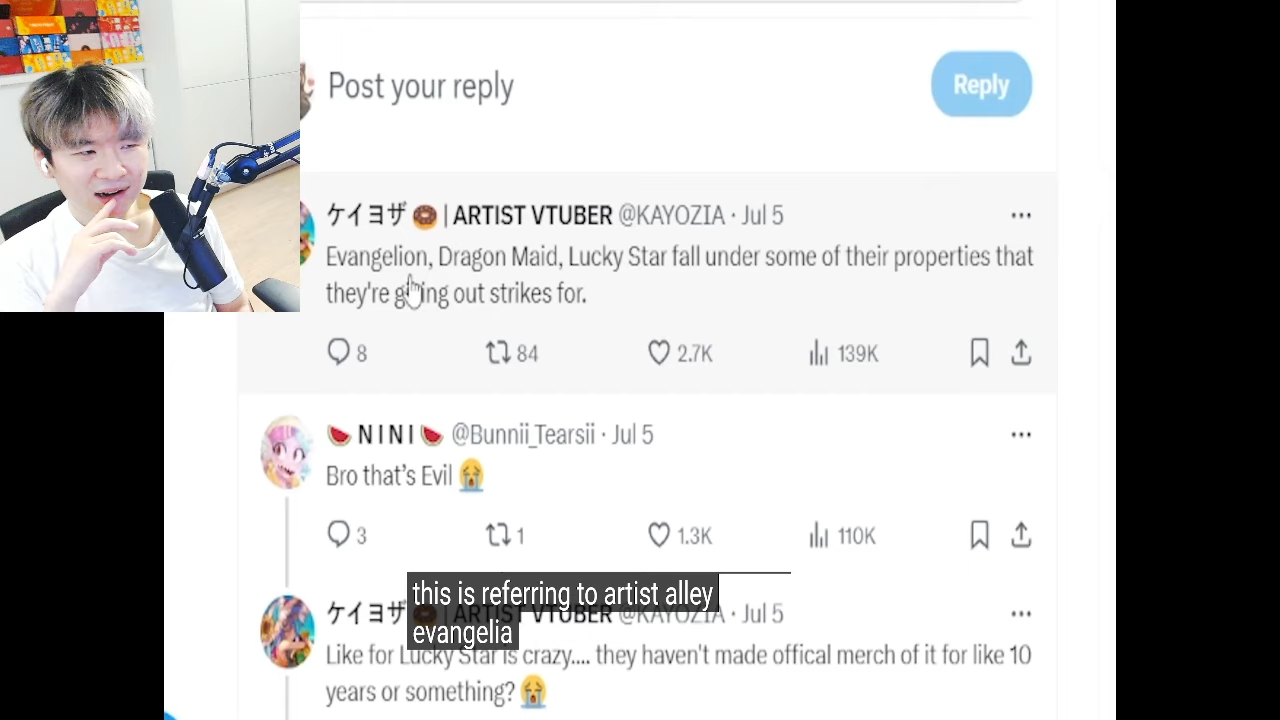 Post your reply
Reply
ケイヨザ 🍩 | ARTIST VTUBER @KAYOZIA · Jul 5
Evangelion, Dragon Maid, Lucky Star fall under some of their properties that
they're going out strikes for.
8 84 2.7K 139K
🍉 N I N I 🍉 @Bunnii_Tearsii · Jul 5
Bro that's Evil 😭
3 1 1.3K 110K
this is referring to artist alley
evangelia
ケイヨザ 🍩 | ARTIST VTUBER @KAYOZIA · Jul 5
Like for Lucky Star is crazy.... they haven't made offical merch of it for like 10
years or something? 😭